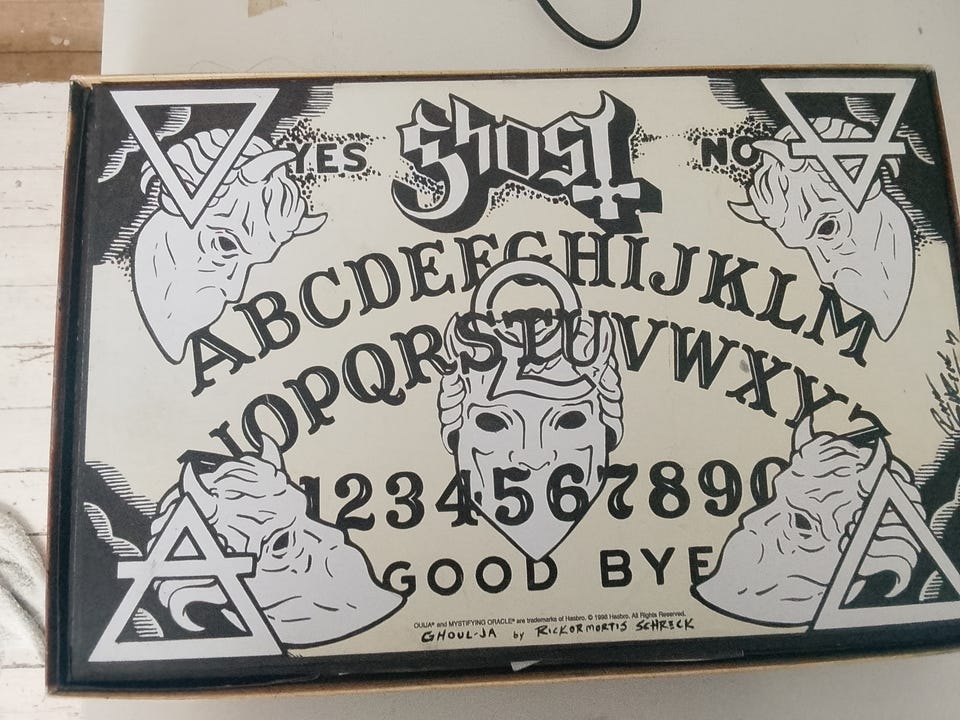 YES Ghost NO
ABCDEFGHIJKLM
NOPQRSTUVWXYZ
1234567890
GOOD BYE
OUIJA® and MYSTIFYING ORACLE® are trademarks of Hasbro. © 1998 Hasbro. All Rights Reserved.
GHOUL-JA by RICKORMORTIS SCHRECK